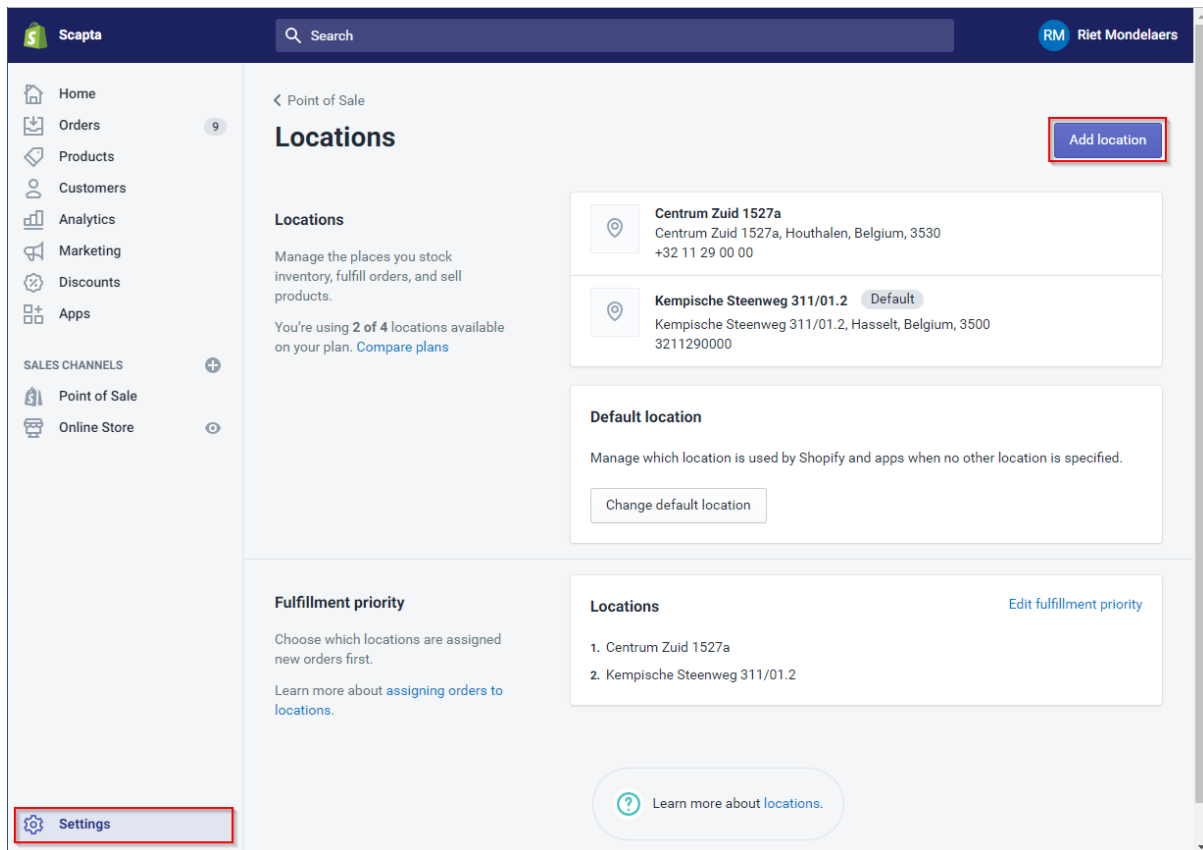 Scapta
Search
RM Riet Mondelaers
Home
Orders 9
Products
Customers
Analytics
Marketing
Discounts
Apps
SALES CHANNELS
Point of Sale
Online Store
Settings
Point of Sale
Locations
Add location
Locations
Manage the places you stock
inventory, fulfill orders, and sell
products.
You're using 2 of 4 locations available
on your plan. Compare plans
Centrum Zuid 1527a
Centrum Zuid 1527a, Houthalen, Belgium, 3530
+32 11 29 00 00
Kempische Steenweg 311/01.2 Default
Kempische Steenweg 311/01.2, Hasselt, Belgium, 3500
3211290000
Default location
Manage which location is used by Shopify and apps when no other location is specified.
Change default location
Fulfillment priority
Choose which locations are assigned
new orders first.
Learn more about assigning orders to
locations.
Locations
Edit fulfillment priority
1. Centrum Zuid 1527a
2. Kempische Steenweg 311/01.2
Learn more about locations.